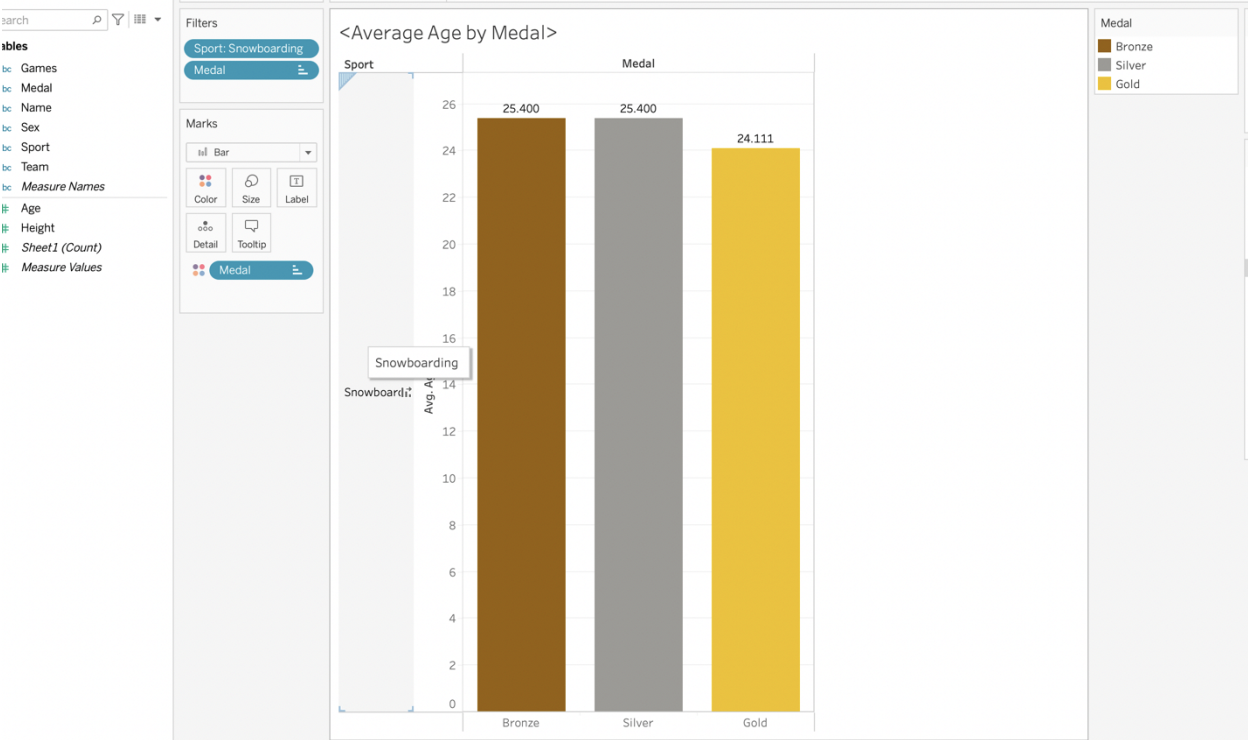 earch
ables
bc Games
bc Medal
bc Name
bc Sex
bc Sport
bc Team
bc Measure Names
Age
Height
Sheet1 (Count)
Measure Values
Filters
Sport: Snowboarding
Medal
Marks
Bar
Color
Size
T
Label
Detail
Tooltip
Medal
<Average Age by Medal>
Sport
Medal
Snowboarding
Snowboardi
Avg. Ag
26
24
22
20
18
16
14
12
10
8
6
4
2
0
25.400
25.400
24.111
Bronze
Silver
Gold
Medal
Bronze
Silver
Gold